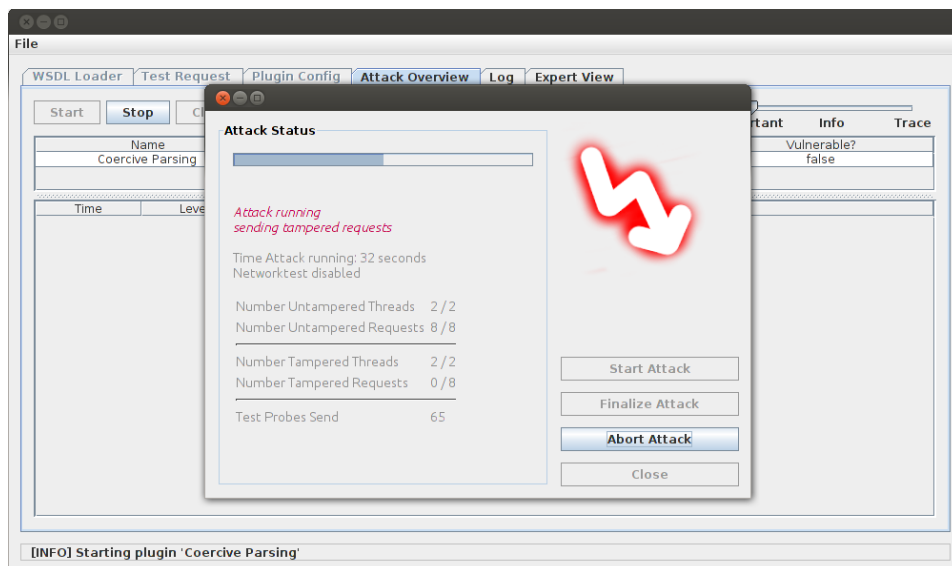 File
WSDL Loader Test Request Plugin Config Attack Overview Log Expert View
Start Stop
Info Trace
Name Vulnerable?
Coercive Parsing false
Time
Attack Status
Attack running
sending tampered requests
Time Attack running: 32 seconds
Networktest disabled
Number Untampered Threads 2 / 2
Number Untampered Requests 8 / 8
Number Tampered Threads 2 / 2
Number Tampered Requests 0 / 8
Test Probes Send 65
Start Attack
Finalize Attack
Abort Attack
Close
[INFO] Starting plugin 'Coercive Parsing'